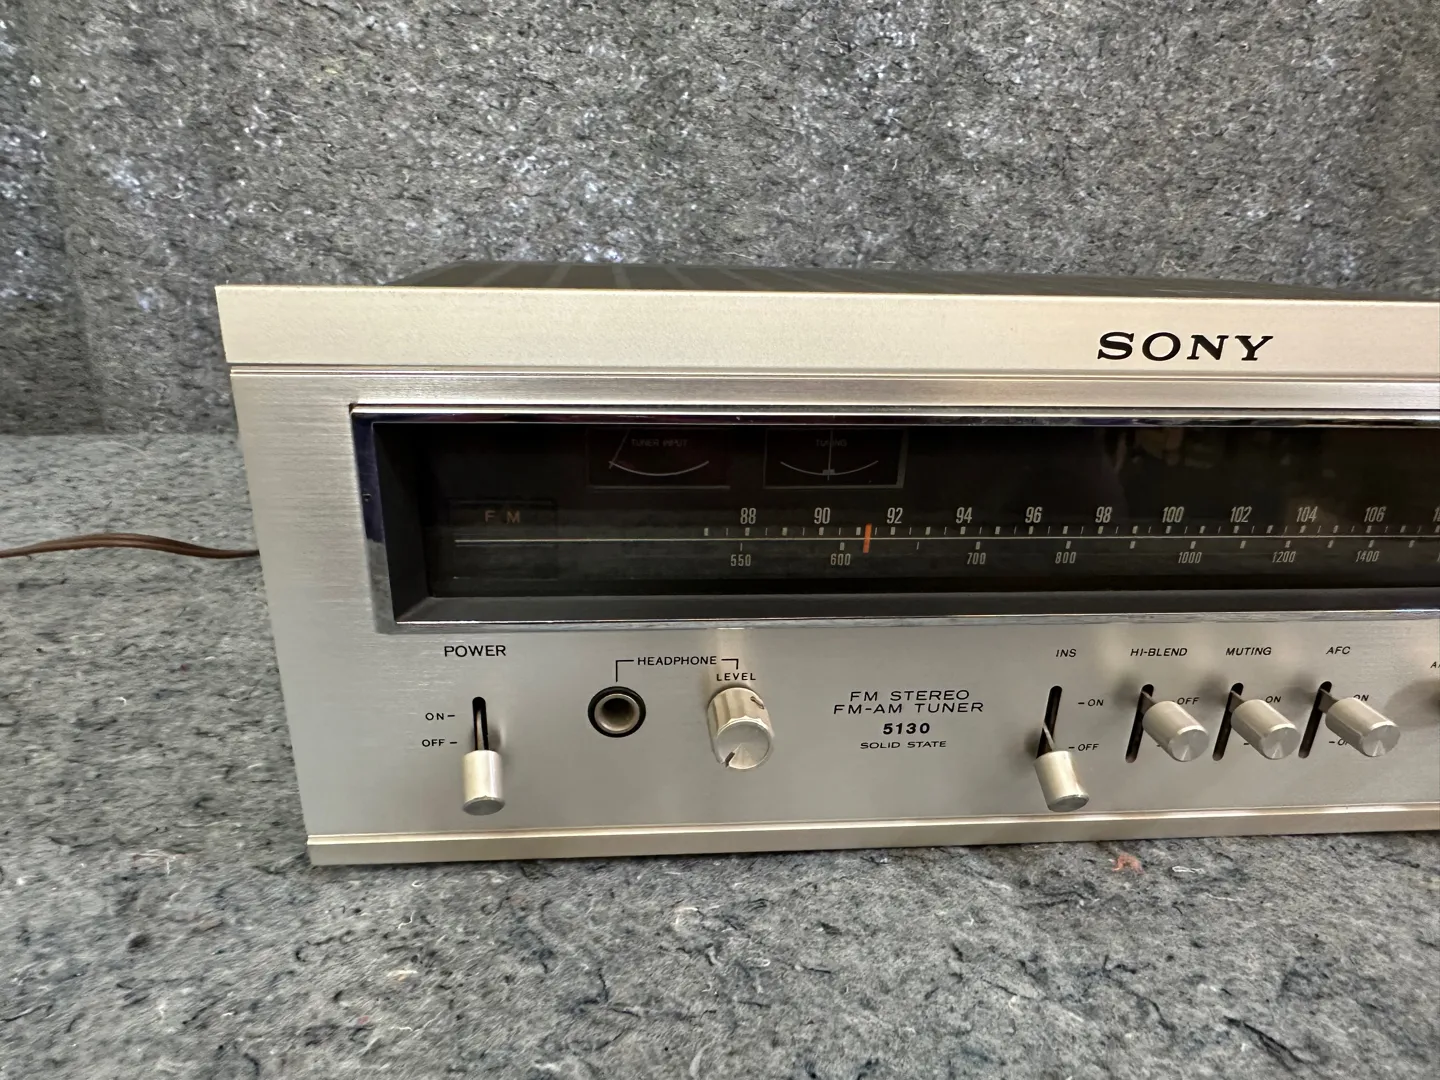 SONY
TUNER INPUT
TUNING
FM
88 90 92 94 96 98 100 102 104 106
550 600 700 800 1000 1200 1400
POWER
ON
OFF
HEADPHONE
LEVEL
FM STEREO
FM-AM TUNER
5130
SOLID STATE
INS
ON
OFF
HI-BLEND
OFF
MUTING
ON
AFC
ON